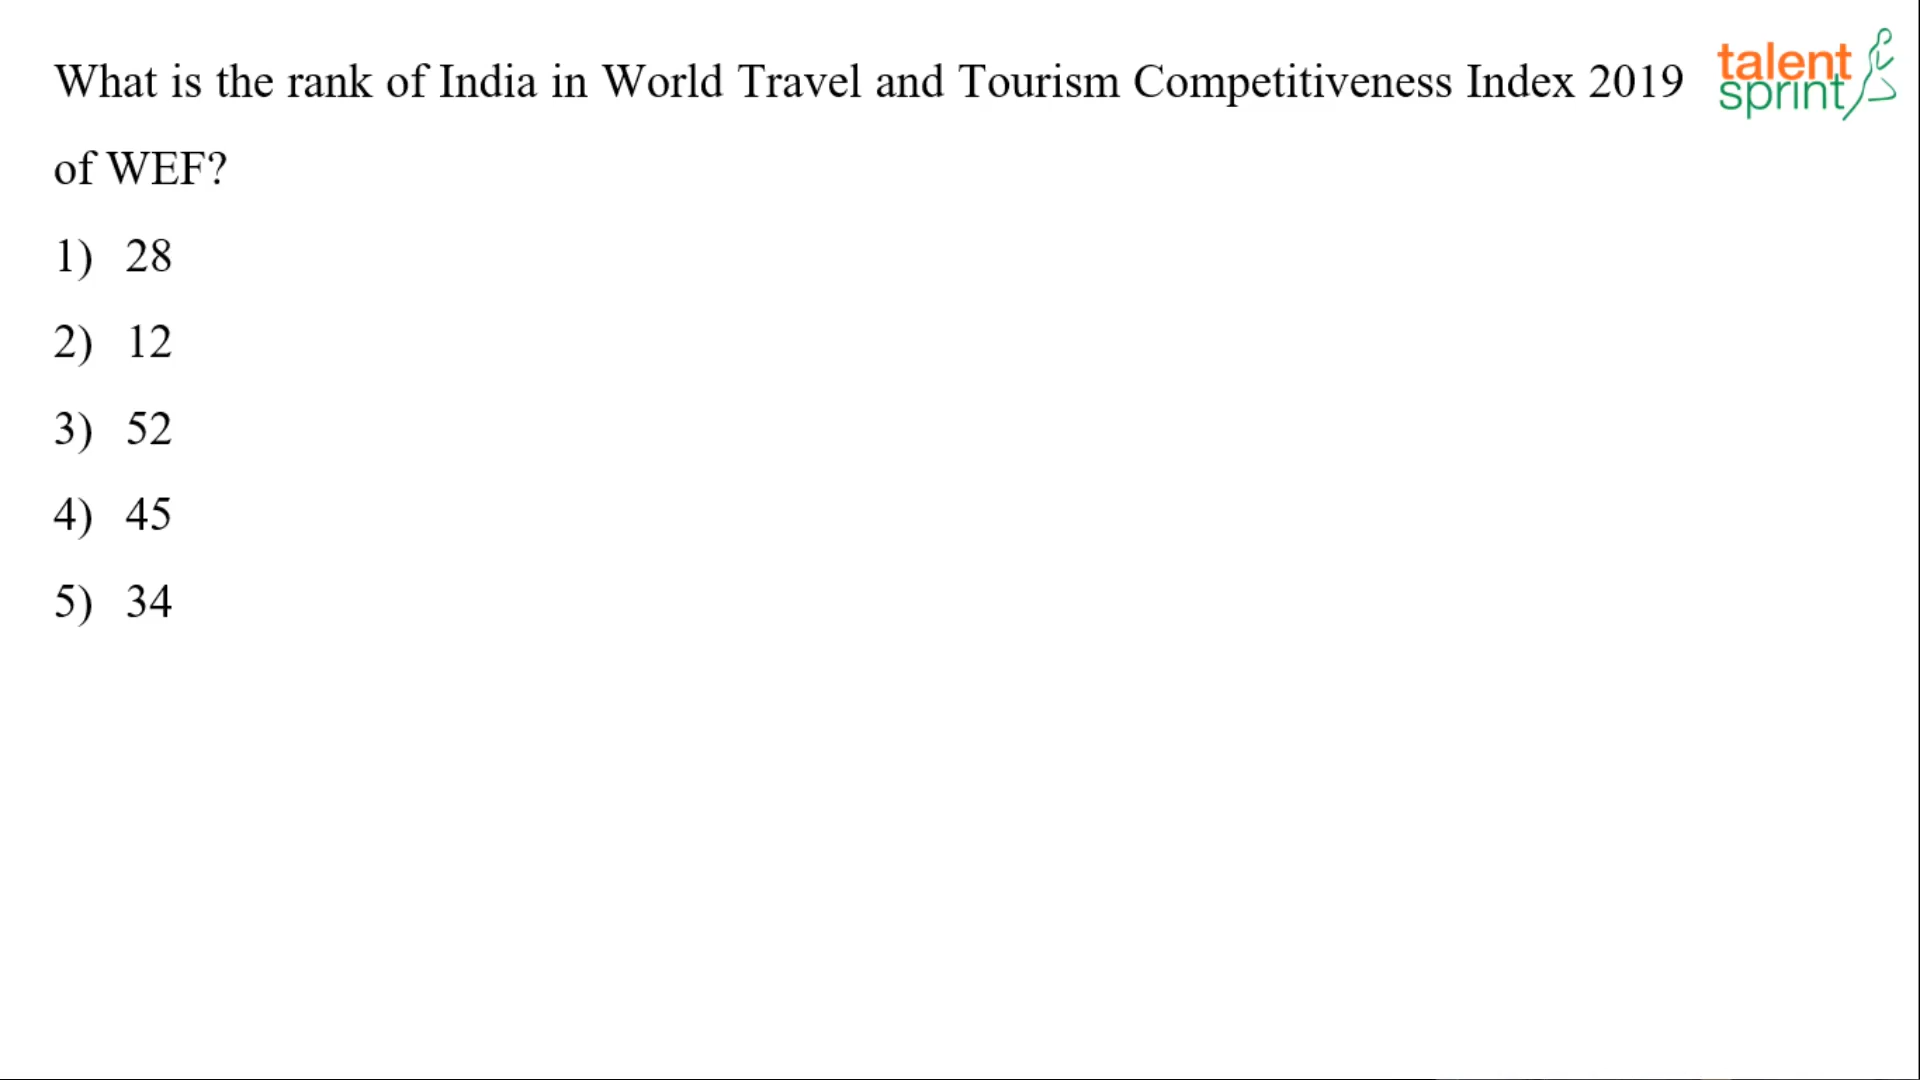 What is the rank of India in World Travel and Tourism Competitiveness Index 2019
of WEF?
1) 28
2) 12
3) 52
4) 45
5) 34
talent
sprint